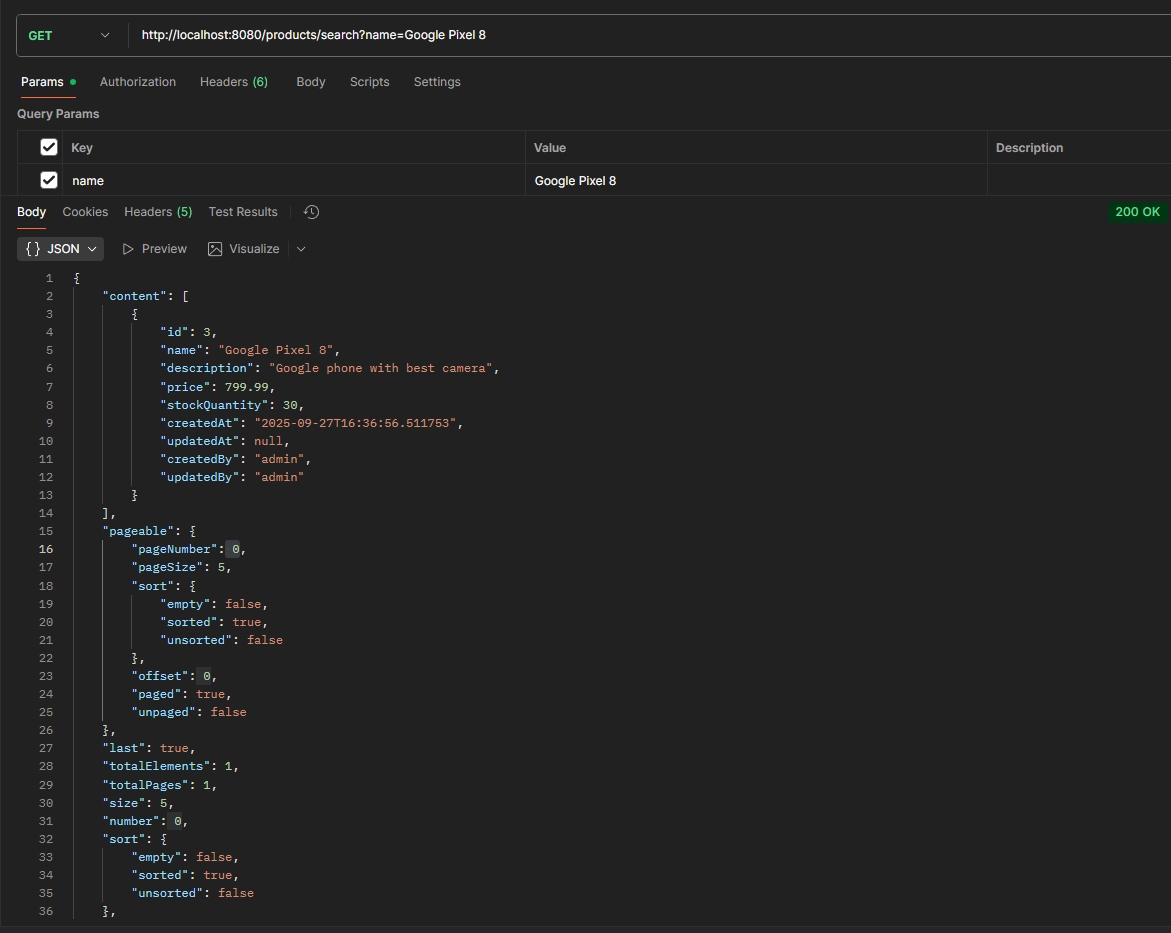 GET http://localhost:8080/products/search?name=Google Pixel 8
Params Authorization Headers (6) Body Scripts Settings
Query Params
Key Value Description
name Google Pixel 8
Body Cookies Headers (5) Test Results 200 OK
{} JSON Preview Visualize
1 {
2 "content": [
3 {
4 "id": 3,
5 "name": "Google Pixel 8",
6 "description": "Google phone with best camera",
7 "price": 799.99,
8 "stockQuantity": 30,
9 "createdAt": "2025-09-27T16:36:56.511753",
10 "updatedAt": null,
11 "createdBy": "admin",
12 "updatedBy": "admin"
13 }
14 ],
15 "pageable": {
16 "pageNumber": 0,
17 "pageSize": 5,
18 "sort": {
19 "empty": false,
20 "sorted": true,
21 "unsorted": false
22 },
23 "offset": 0,
24 "paged": true,
25 "unpaged": false
26 },
27 "last": true,
28 "totalElements": 1,
29 "totalPages": 1,
30 "size": 5,
31 "number": 0,
32 "sort": {
33 "empty": false,
34 "sorted": true,
35 "unsorted": false
36 },